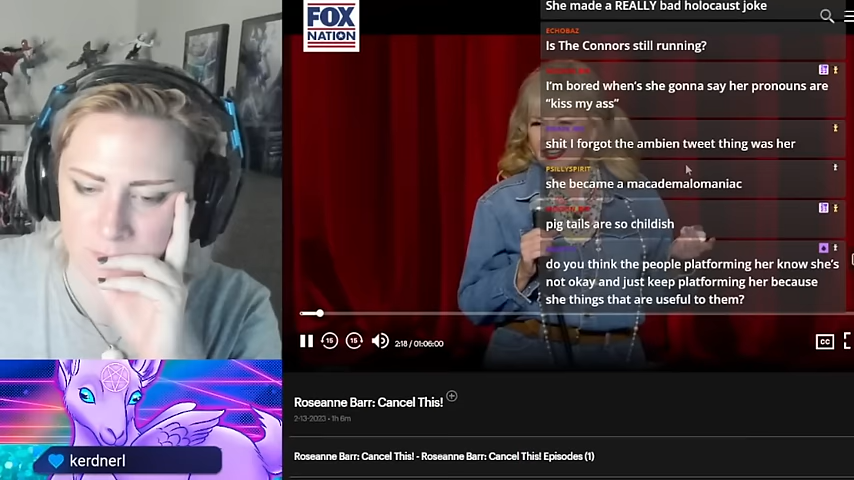 FOX
NATION
She made a REALLY bad holocaust joke
ECHOBAZ
Is The Connors still running?
I'm bored when's she gonna say her pronouns are
"kiss my ass"
shit I forgot the ambien tweet thing was her
PSILLYSPIRIT
she became a macademalomaniac
pig tails are so childish
do you think the people platforming her know she's
not okay and just keep platforming her because
she things that are useful to them?
15
15
2:18 / 01:06:00
CC
Roseanne Barr: Cancel This!
2-13-2023 • 1h 6m
Roseanne Barr: Cancel This! - Roseanne Barr: Cancel This! Episodes (1)
kerdnerl